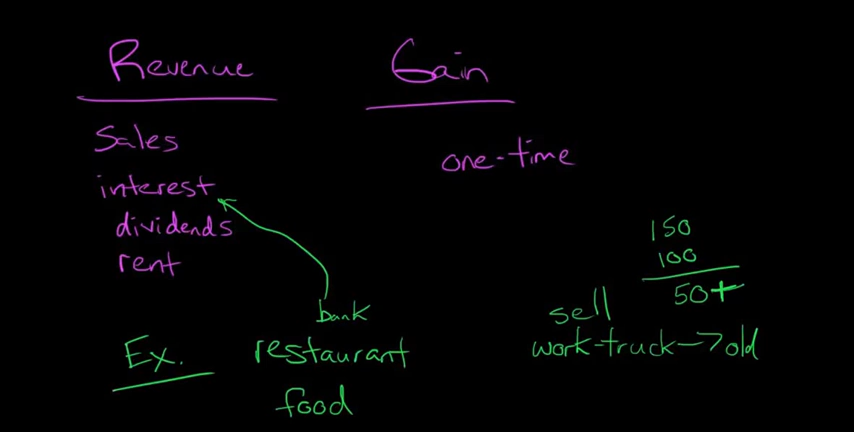 Revenue
Gain
Sales
one-time
interest
dividends
rent
150
100
50+
bank
sell
Ex.
restaurant
work-truck->old
food